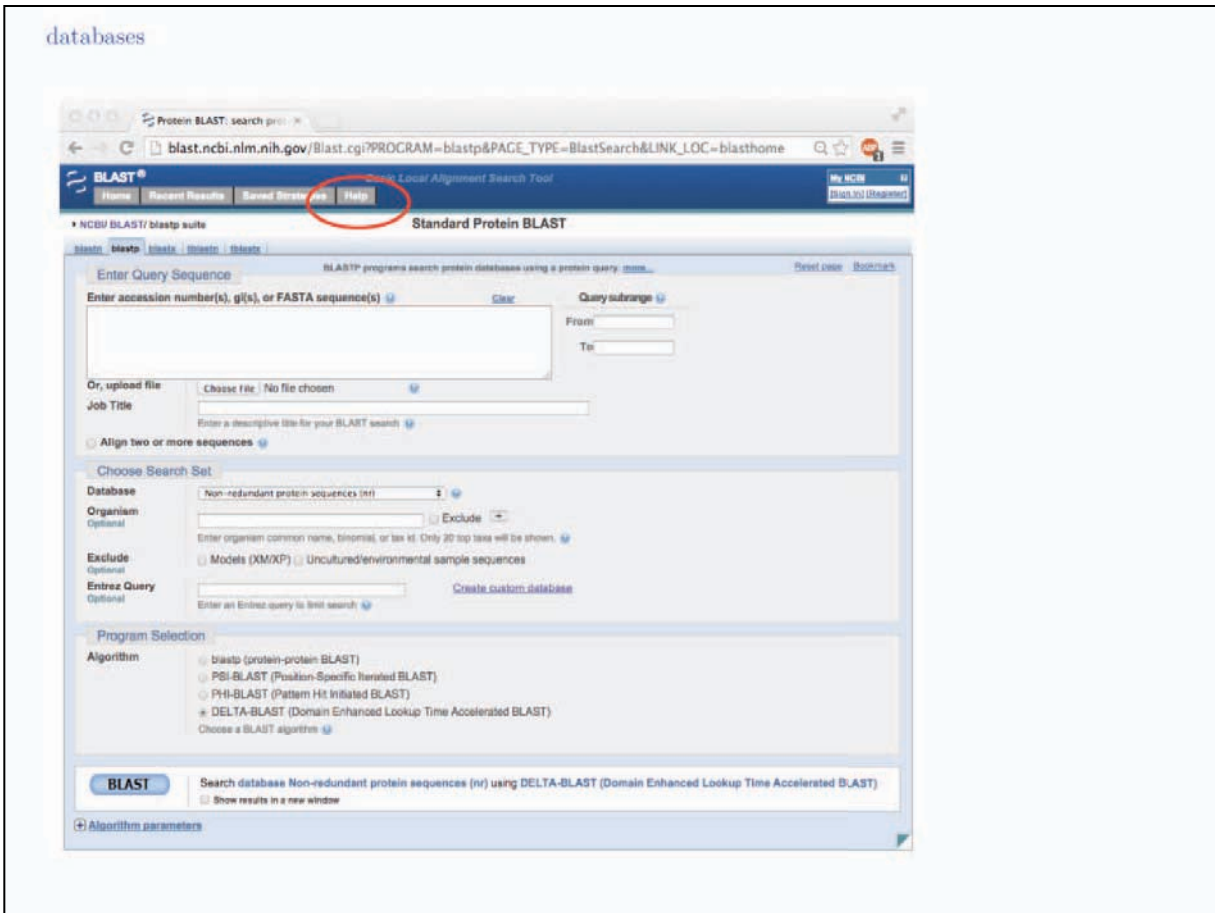 databases
Protein BLAST: search pro
blast.ncbi.nlm.nih.gov/Blast.cgi?PROGRAM=blastp&PAGE_TYPE=BlastSearch&LINK_LOC=blasthome
BLAST®
Basic Local Alignment Search Tool
My NCBI
[Sign In] [Register]
Home Recent Results Saved Strategies Help
NCBI/ BLAST/ blastp suite
Standard Protein BLAST
blastn blastp blastx tblastn tblastx
Enter Query Sequence
BLASTP programs search protein databases using a protein query. more...
Reset page Bookmark
Enter accession number(s), gi(s), or FASTA sequence(s)
Clear
Query subrange
From
To
Or, upload file
Choose File No file chosen
Job Title
Enter a descriptive title for your BLAST search
Align two or more sequences
Choose Search Set
Database
Non-redundant protein sequences (nr)
Organism
Optional
Exclude
Enter organism common name, binomial, or tax id. Only 20 top taxa will be shown.
Exclude
Optional
Models (XM/XP) Uncultured/environmental sample sequences
Entrez Query
Optional
Create custom database
Enter an Entrez query to limit search
Program Selection
Algorithm
blastp (protein-protein BLAST)
PSI-BLAST (Position-Specific Iterated BLAST)
PHI-BLAST (Pattern Hit Initiated BLAST)
DELTA-BLAST (Domain Enhanced Lookup Time Accelerated BLAST)
Choose a BLAST algorithm
BLAST
Search database Non-redundant protein sequences (nr) using DELTA-BLAST (Domain Enhanced Lookup Time Accelerated BLAST)
Show results in a new window
Algorithm parameters